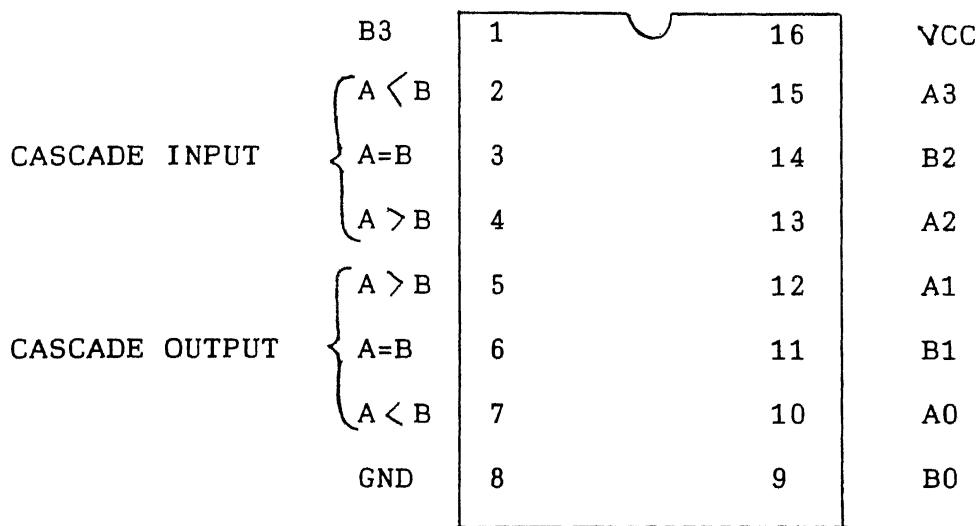 B3 1 16 VCC
A < B 2 15 A3
CASCADE INPUT A=B 3 14 B2
A > B 4 13 A2
A > B 5 12 A1
CASCADE OUTPUT A=B 6 11 B1
A < B 7 10 A0
GND 8 9 B0